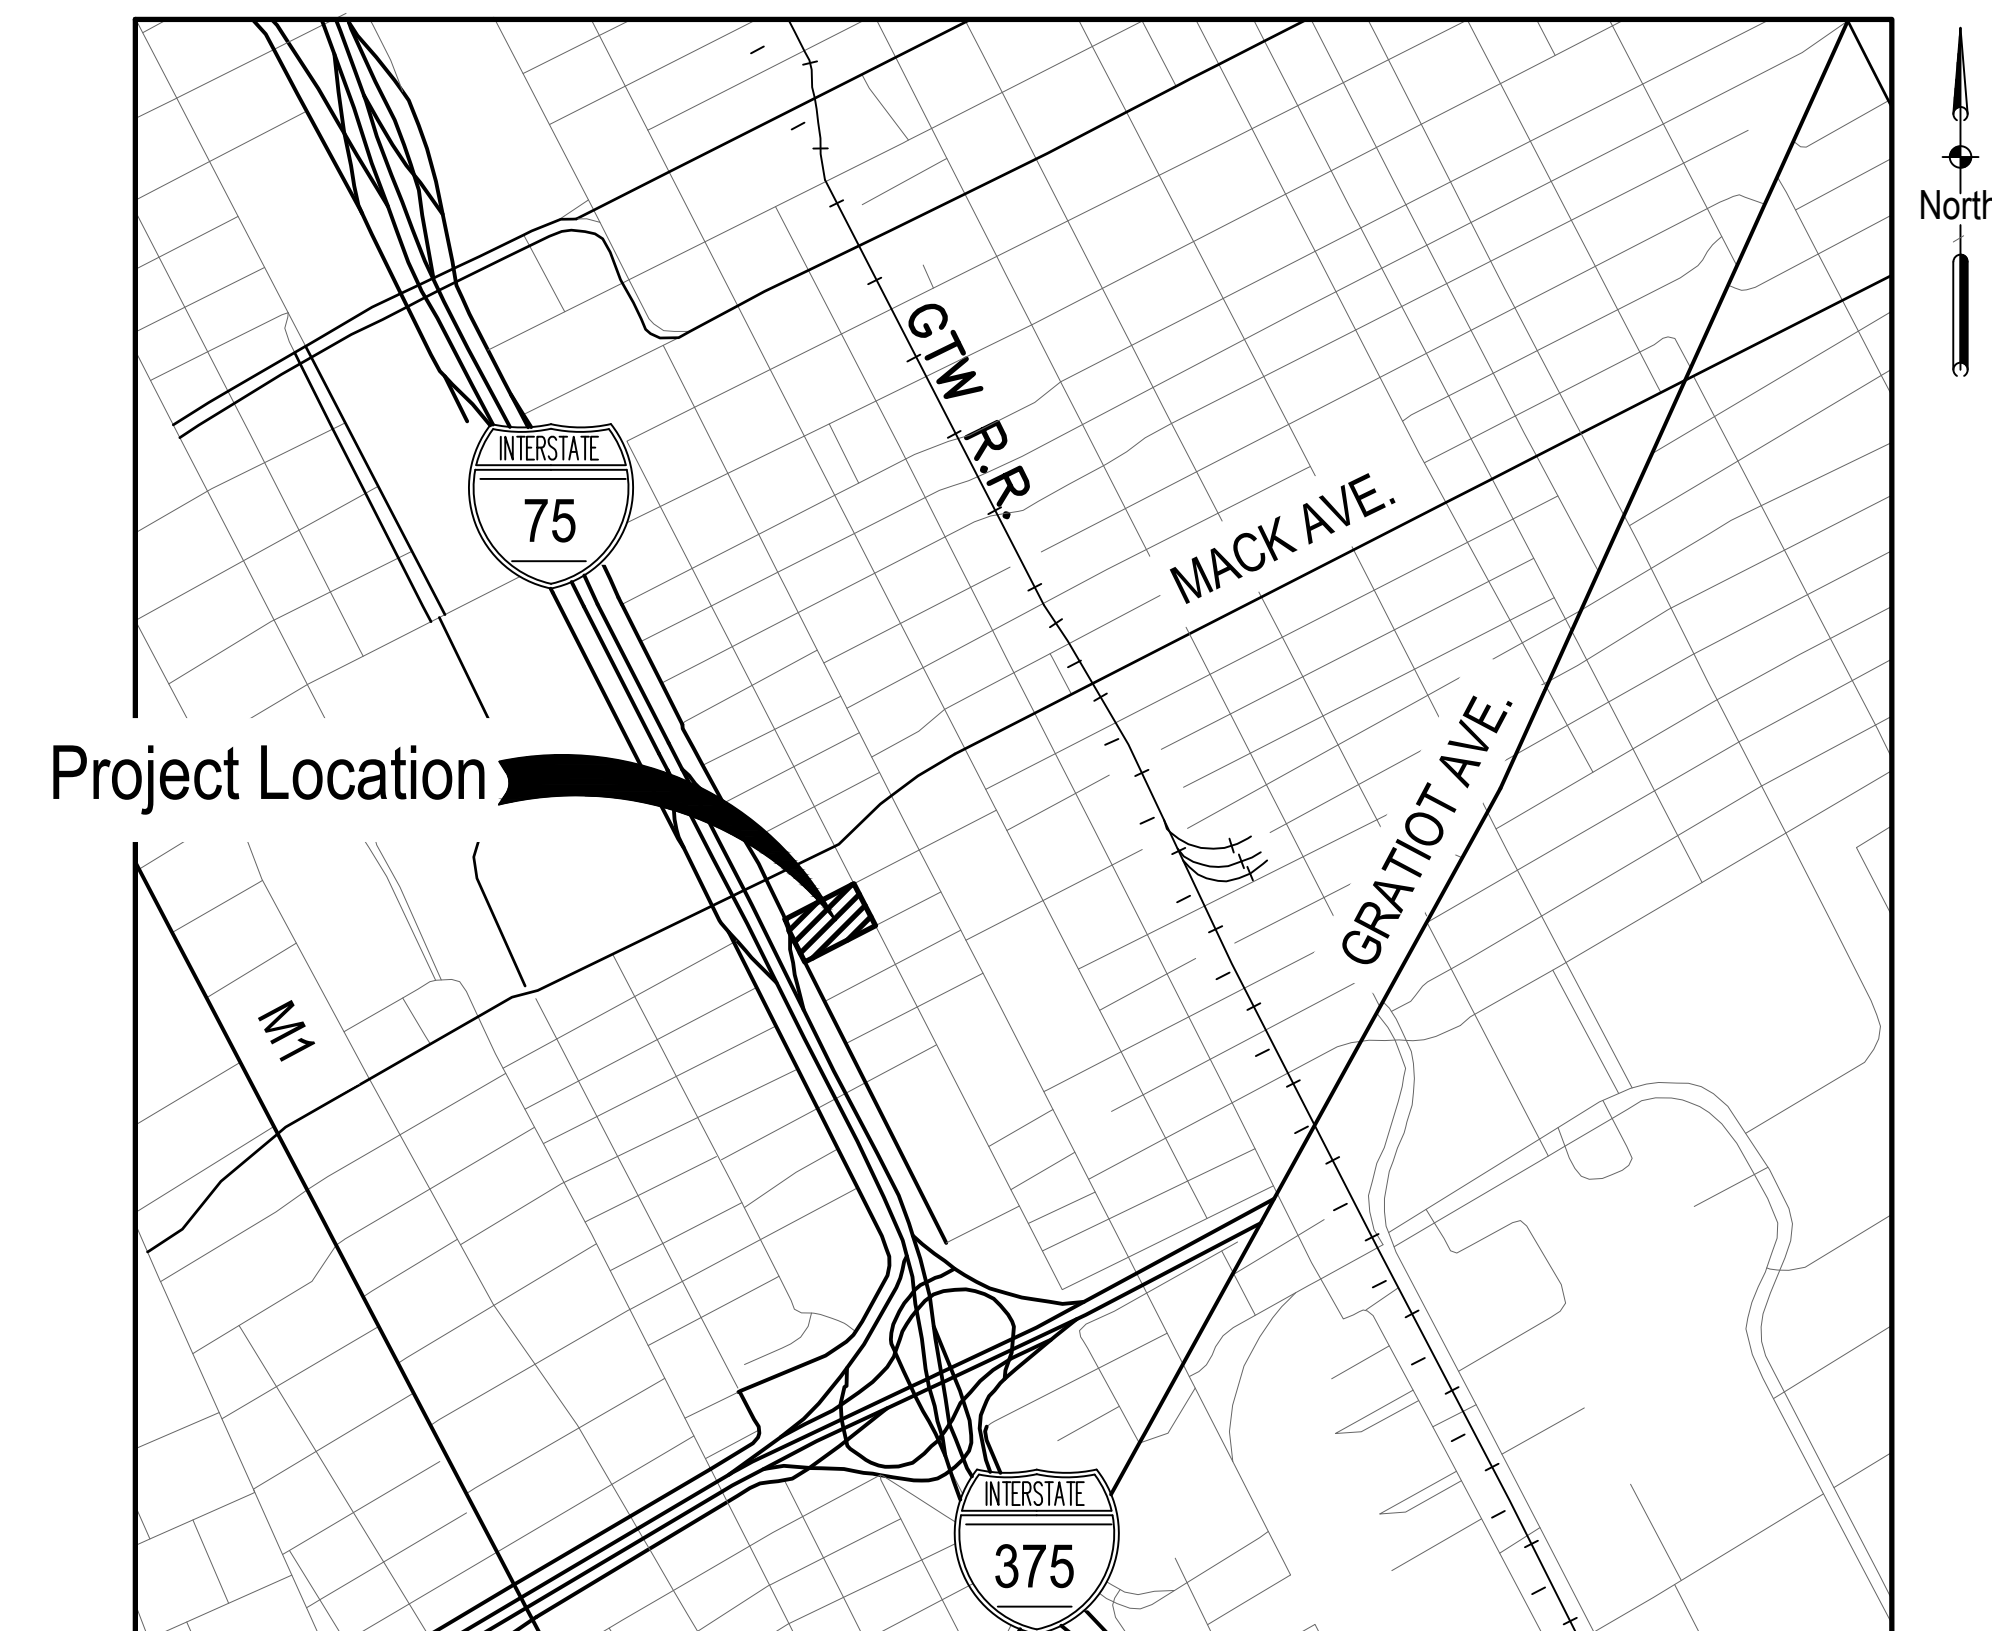 North
GTW R.R.
INTERSTATE
75
MACK AVE.
Project Location
GRATIOT AVE.
M1
INTERSTATE
375